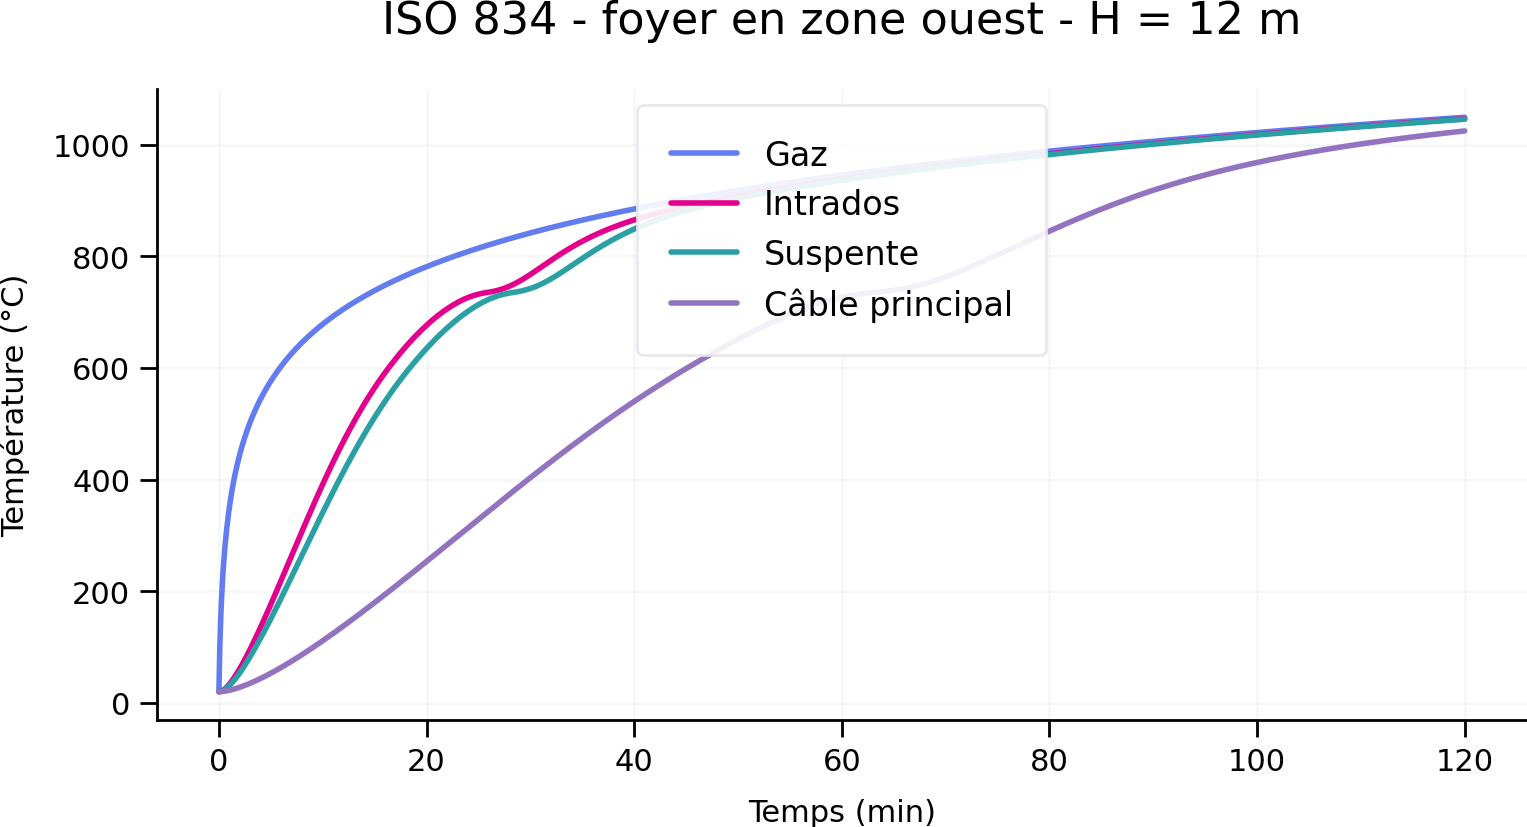 ISO 834 - foyer en zone ouest - H = 12 m
Température (°C)
1000
800
600
400
200
0
Gaz
Intrados
Suspente
Câble principal
0 20 40 60 80 100 120
Temps (min)